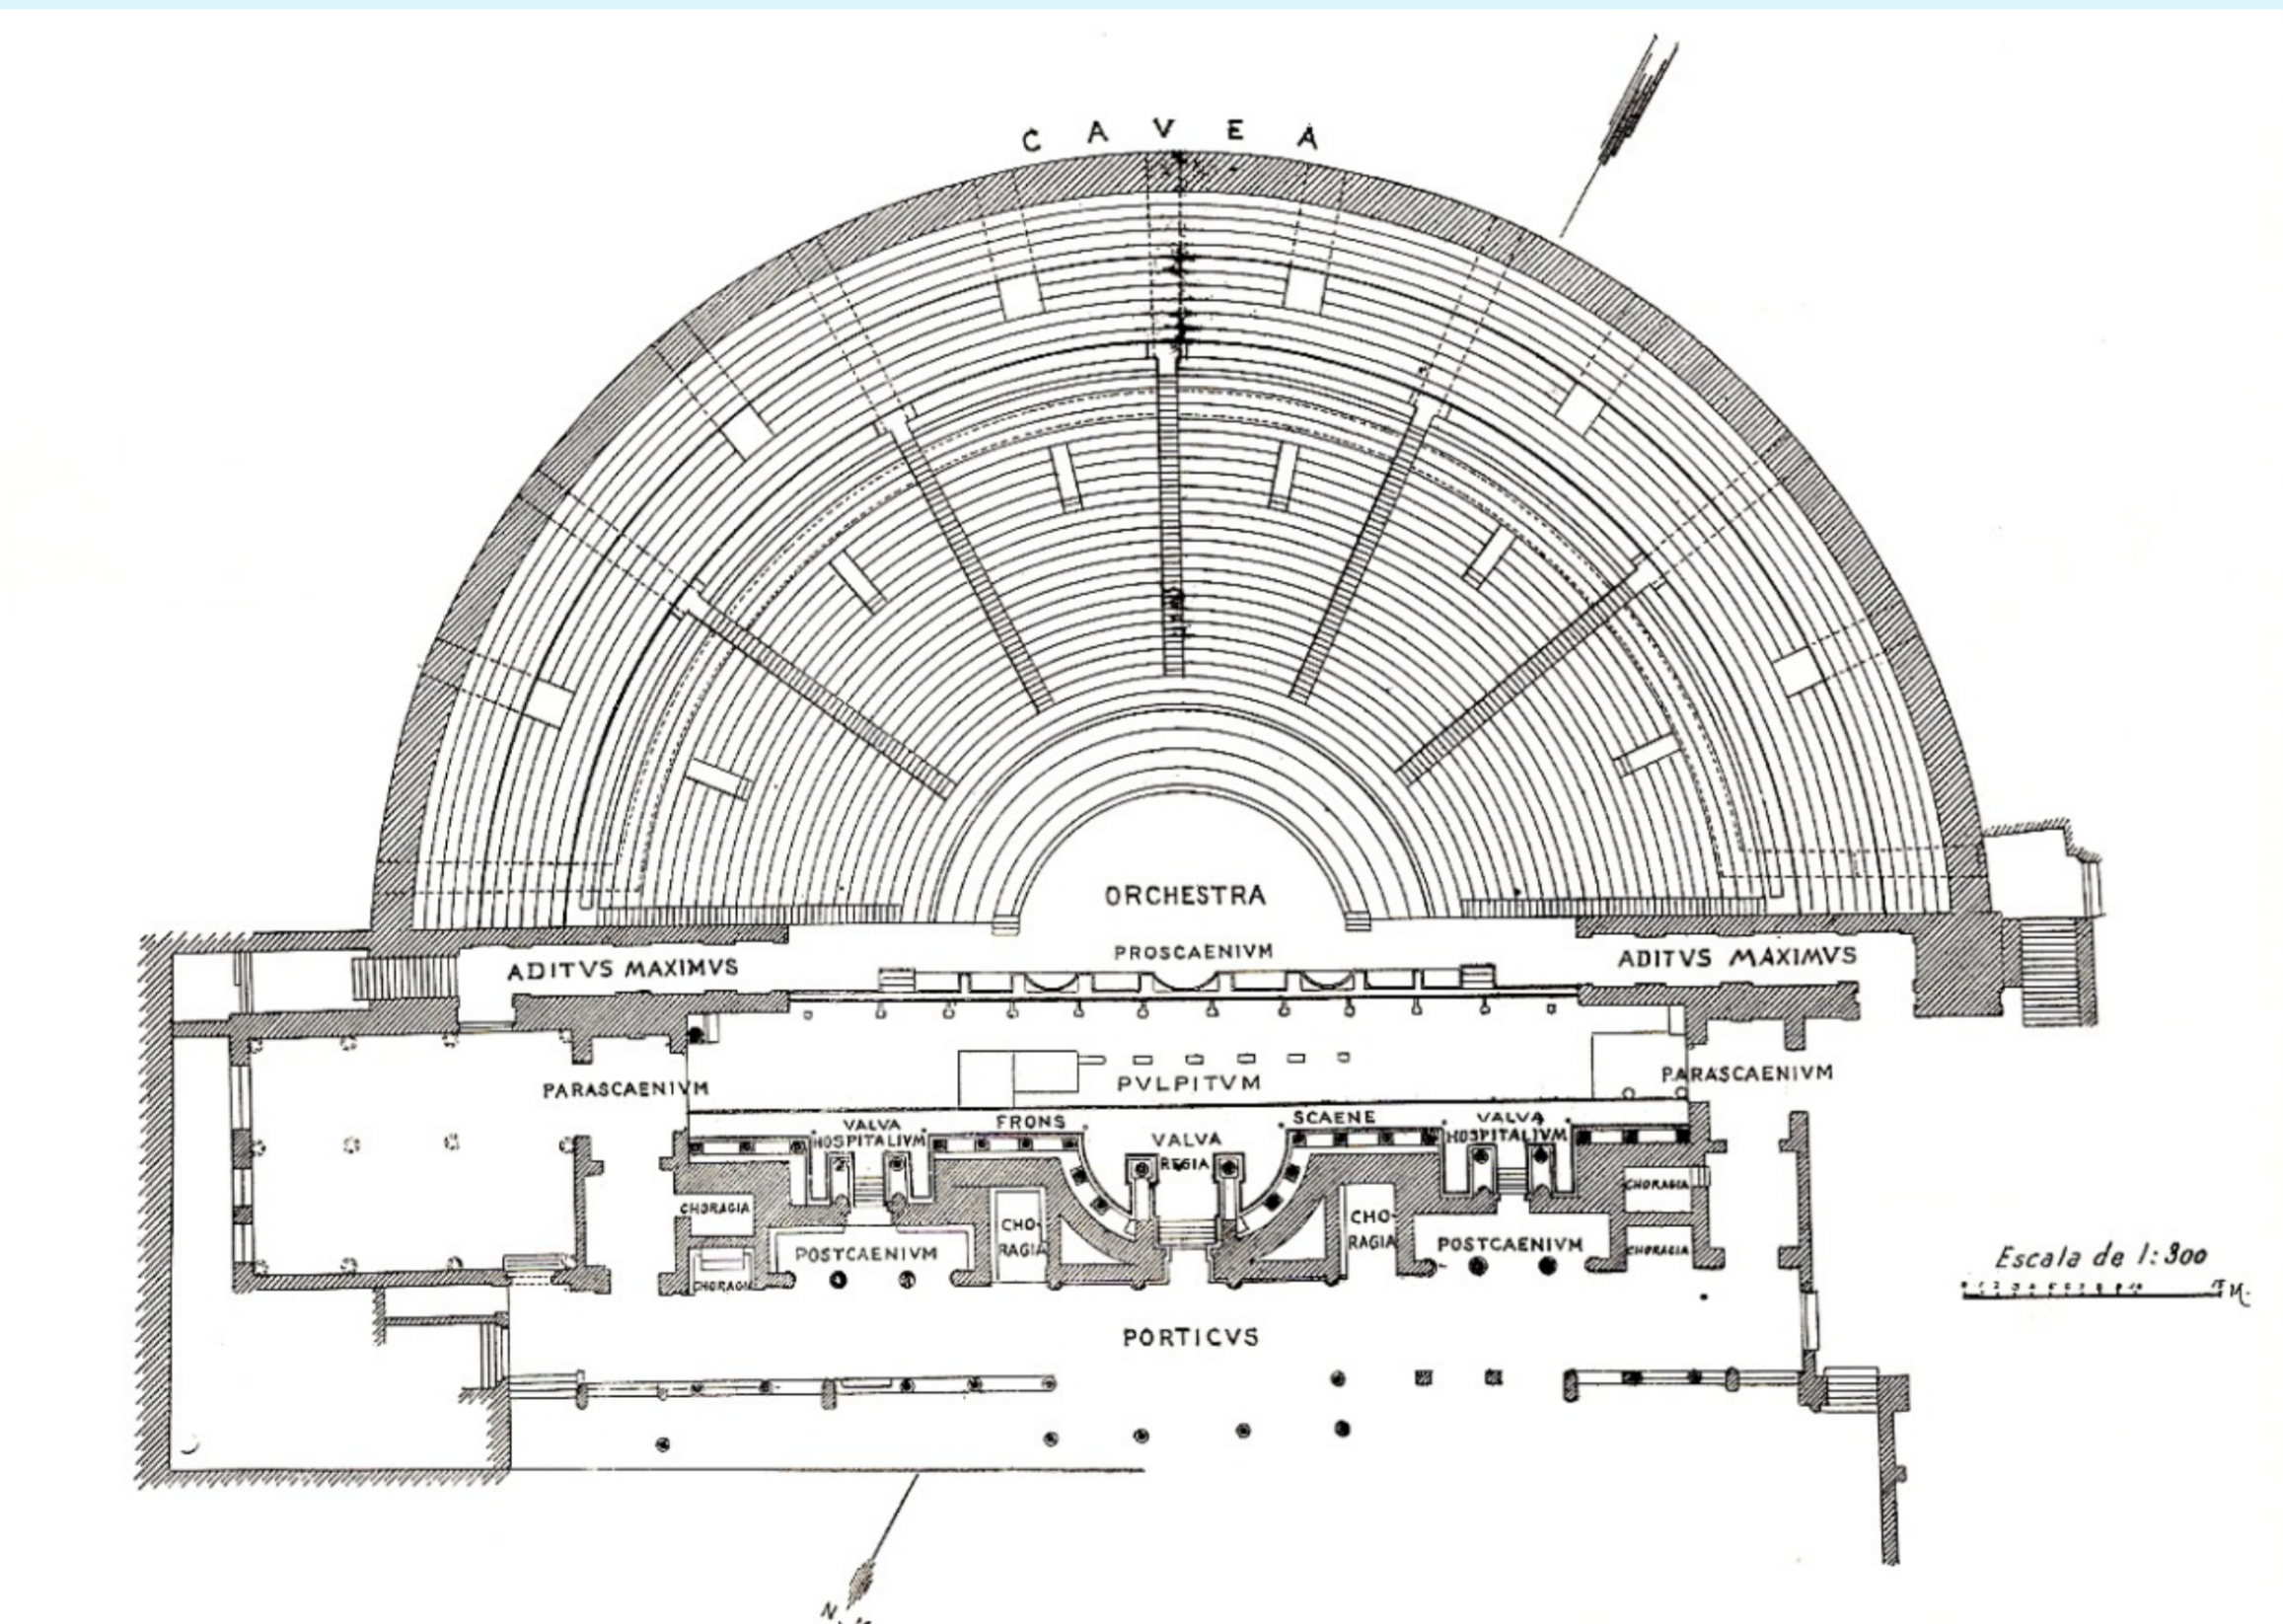 CAVEA
ORCHESTRA
PROSCAENIVM
ADITVS MAXIMVS
ADITVS MAXIMVS
PARASCAENIVM
PVLPITVM
PARASCAENIVM
FRONS
SCAENE
VALVA
HOSPITALIVM
VALVA
REGIA
VALVA
HOSPITALIVM
CHORAGIA
CHO-
RAGIA
CHO-
RAGIA
CHORAGIA
POSTCAENIVM
POSTCAENIVM
CHORAGIA
PORTICVS
Escala de 1:300
M.